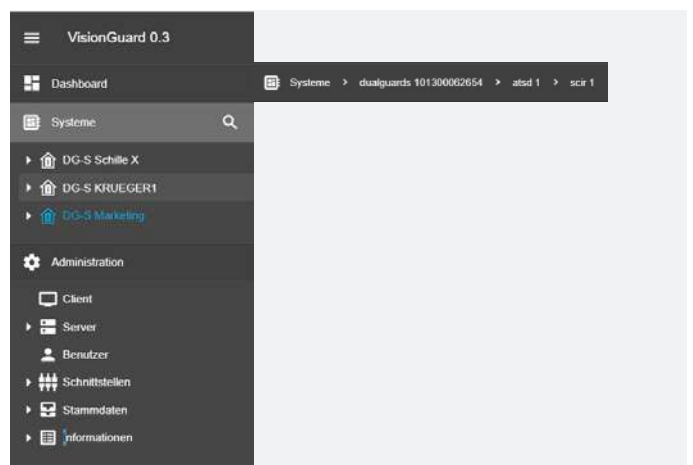 VisionGuard 0.3
Dashboard
Systeme > dualguards 101300062654 > atsd 1 > scir 1
Systeme
DG-S Schille X
DG-S KRUEGER1
DG-S Marketing
Administration
Client
Server
Benutzer
Schnittstellen
Stammdaten
Informationen